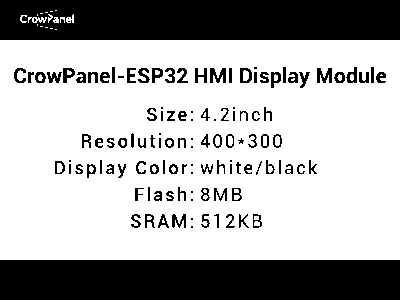 CrowPanel
CrowPanel-ESP32 HMI Display Module
Size: 4.2inch
Resolution: 400*300
Display Color: white/black
Flash: 8MB
SRAM: 512KB